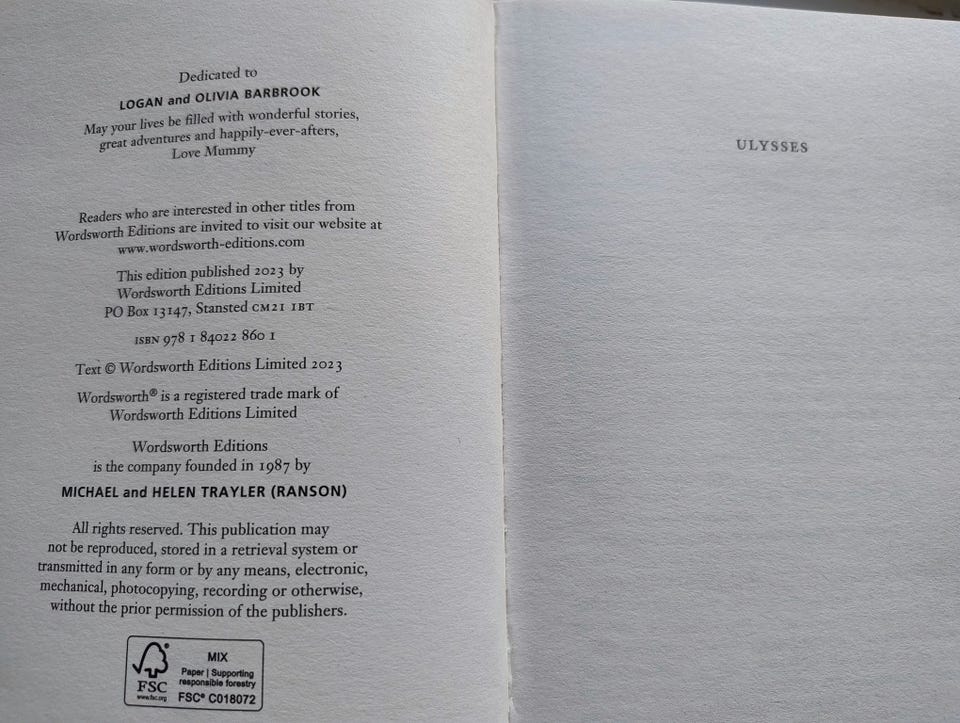 Dedicated to
LOGAN and OLIVIA BARBROOK
May your lives be filled with wonderful stories,
great adventures and happily-ever-afters,
Love Mummy
Readers who are interested in other titles from
Wordsworth Editions are invited to visit our website at
www.wordsworth-editions.com
This edition published 2023 by
Wordsworth Editions Limited
PO Box 13147, Stansted CM21 1BT
ISBN 978 1 84022 860 1
Text © Wordsworth Editions Limited 2023
Wordsworth® is a registered trade mark of
Wordsworth Editions Limited
Wordsworth Editions
is the company founded in 1987 by
MICHAEL and HELEN TRAYLER (RANSON)
All rights reserved. This publication may
not be reproduced, stored in a retrieval system or
transmitted in any form or by any means, electronic,
mechanical, photocopying, recording or otherwise,
without the prior permission of the publishers.
FSC
www.fsc.org
MIX
Paper | Supporting
responsible forestry
FSC® C018072
ULYSSES